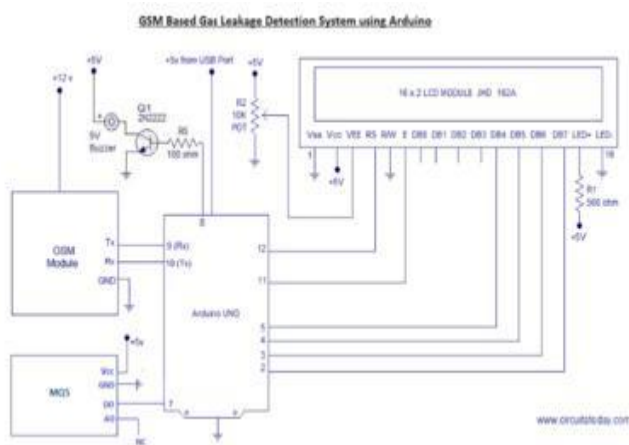 GSM Based Gas Leakage Detection System using Arduino
+12 v
+5V
+5v from USB Port
Q1
2N2222
5V
Buzzer
R5
100 ohm
R2
10K
POT
16 x 2 LCD MODULE JHD 162A
Vss Vcc VEE RS R/W E DB0 DB1 DB2 DB3 DB4 DB5 DB6 DB7 LED+ LED-
1
16
+5V
R1
560 ohm
+5V
8
GSM
Module
Tx
Rx
GND
9 (Rx)
10 (Tx)
Arduino UNO
12
11
5
4
3
2
+5v
MQ5
Vcc
GND
D0
A0
7
NC
www.circuitstoday.com